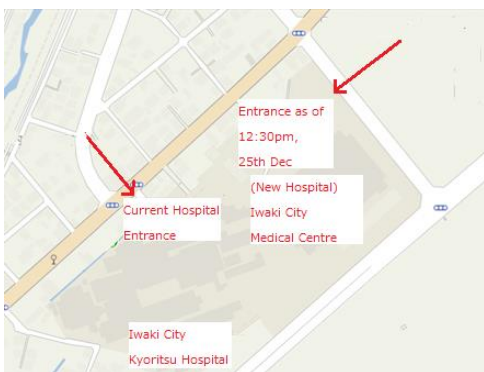 Entrance as of
12:30pm,
25th Dec
(New Hospital)
Iwaki City
Medical Centre
Current Hospital
Entrance
Iwaki City
Kyoritsu Hospital